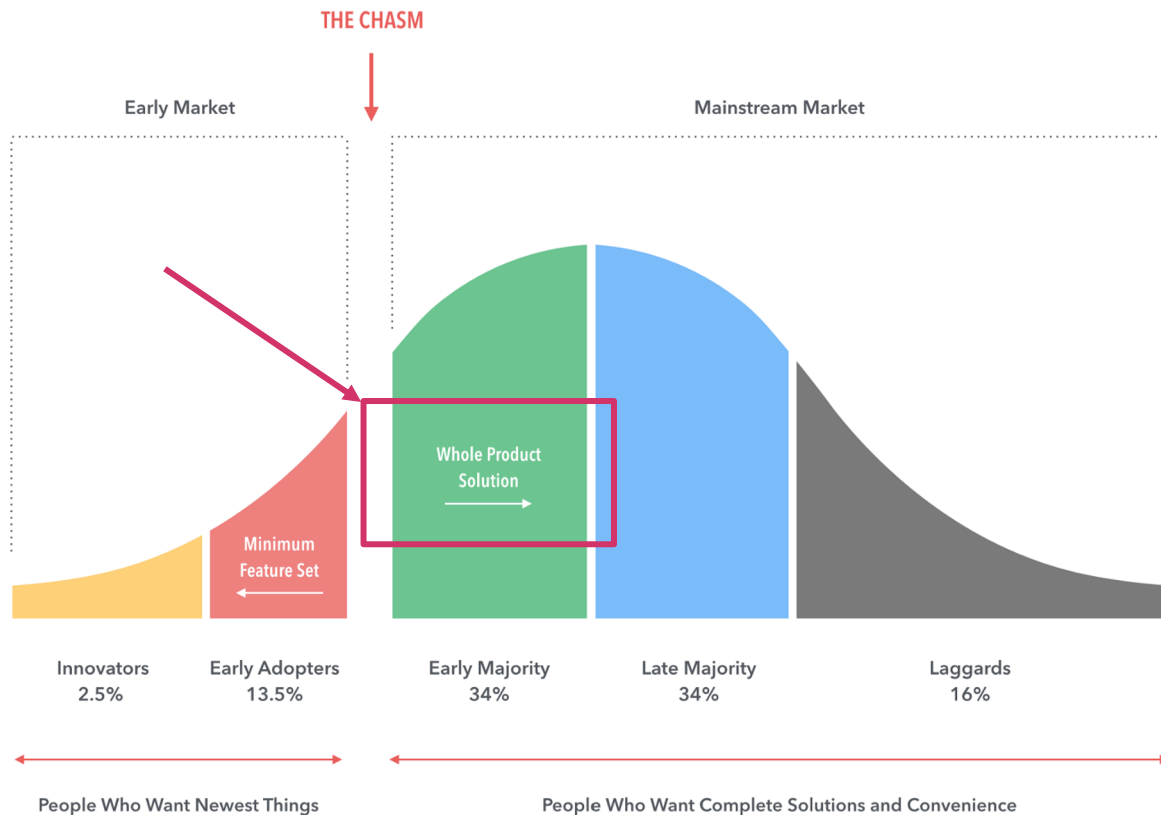 THE CHASM
Early Market
Mainstream Market
Whole Product
Solution
Minimum
Feature Set
Innovators
2.5%
Early Adopters
13.5%
Early Majority
34%
Late Majority
34%
Laggards
16%
People Who Want Newest Things
People Who Want Complete Solutions and Convenience